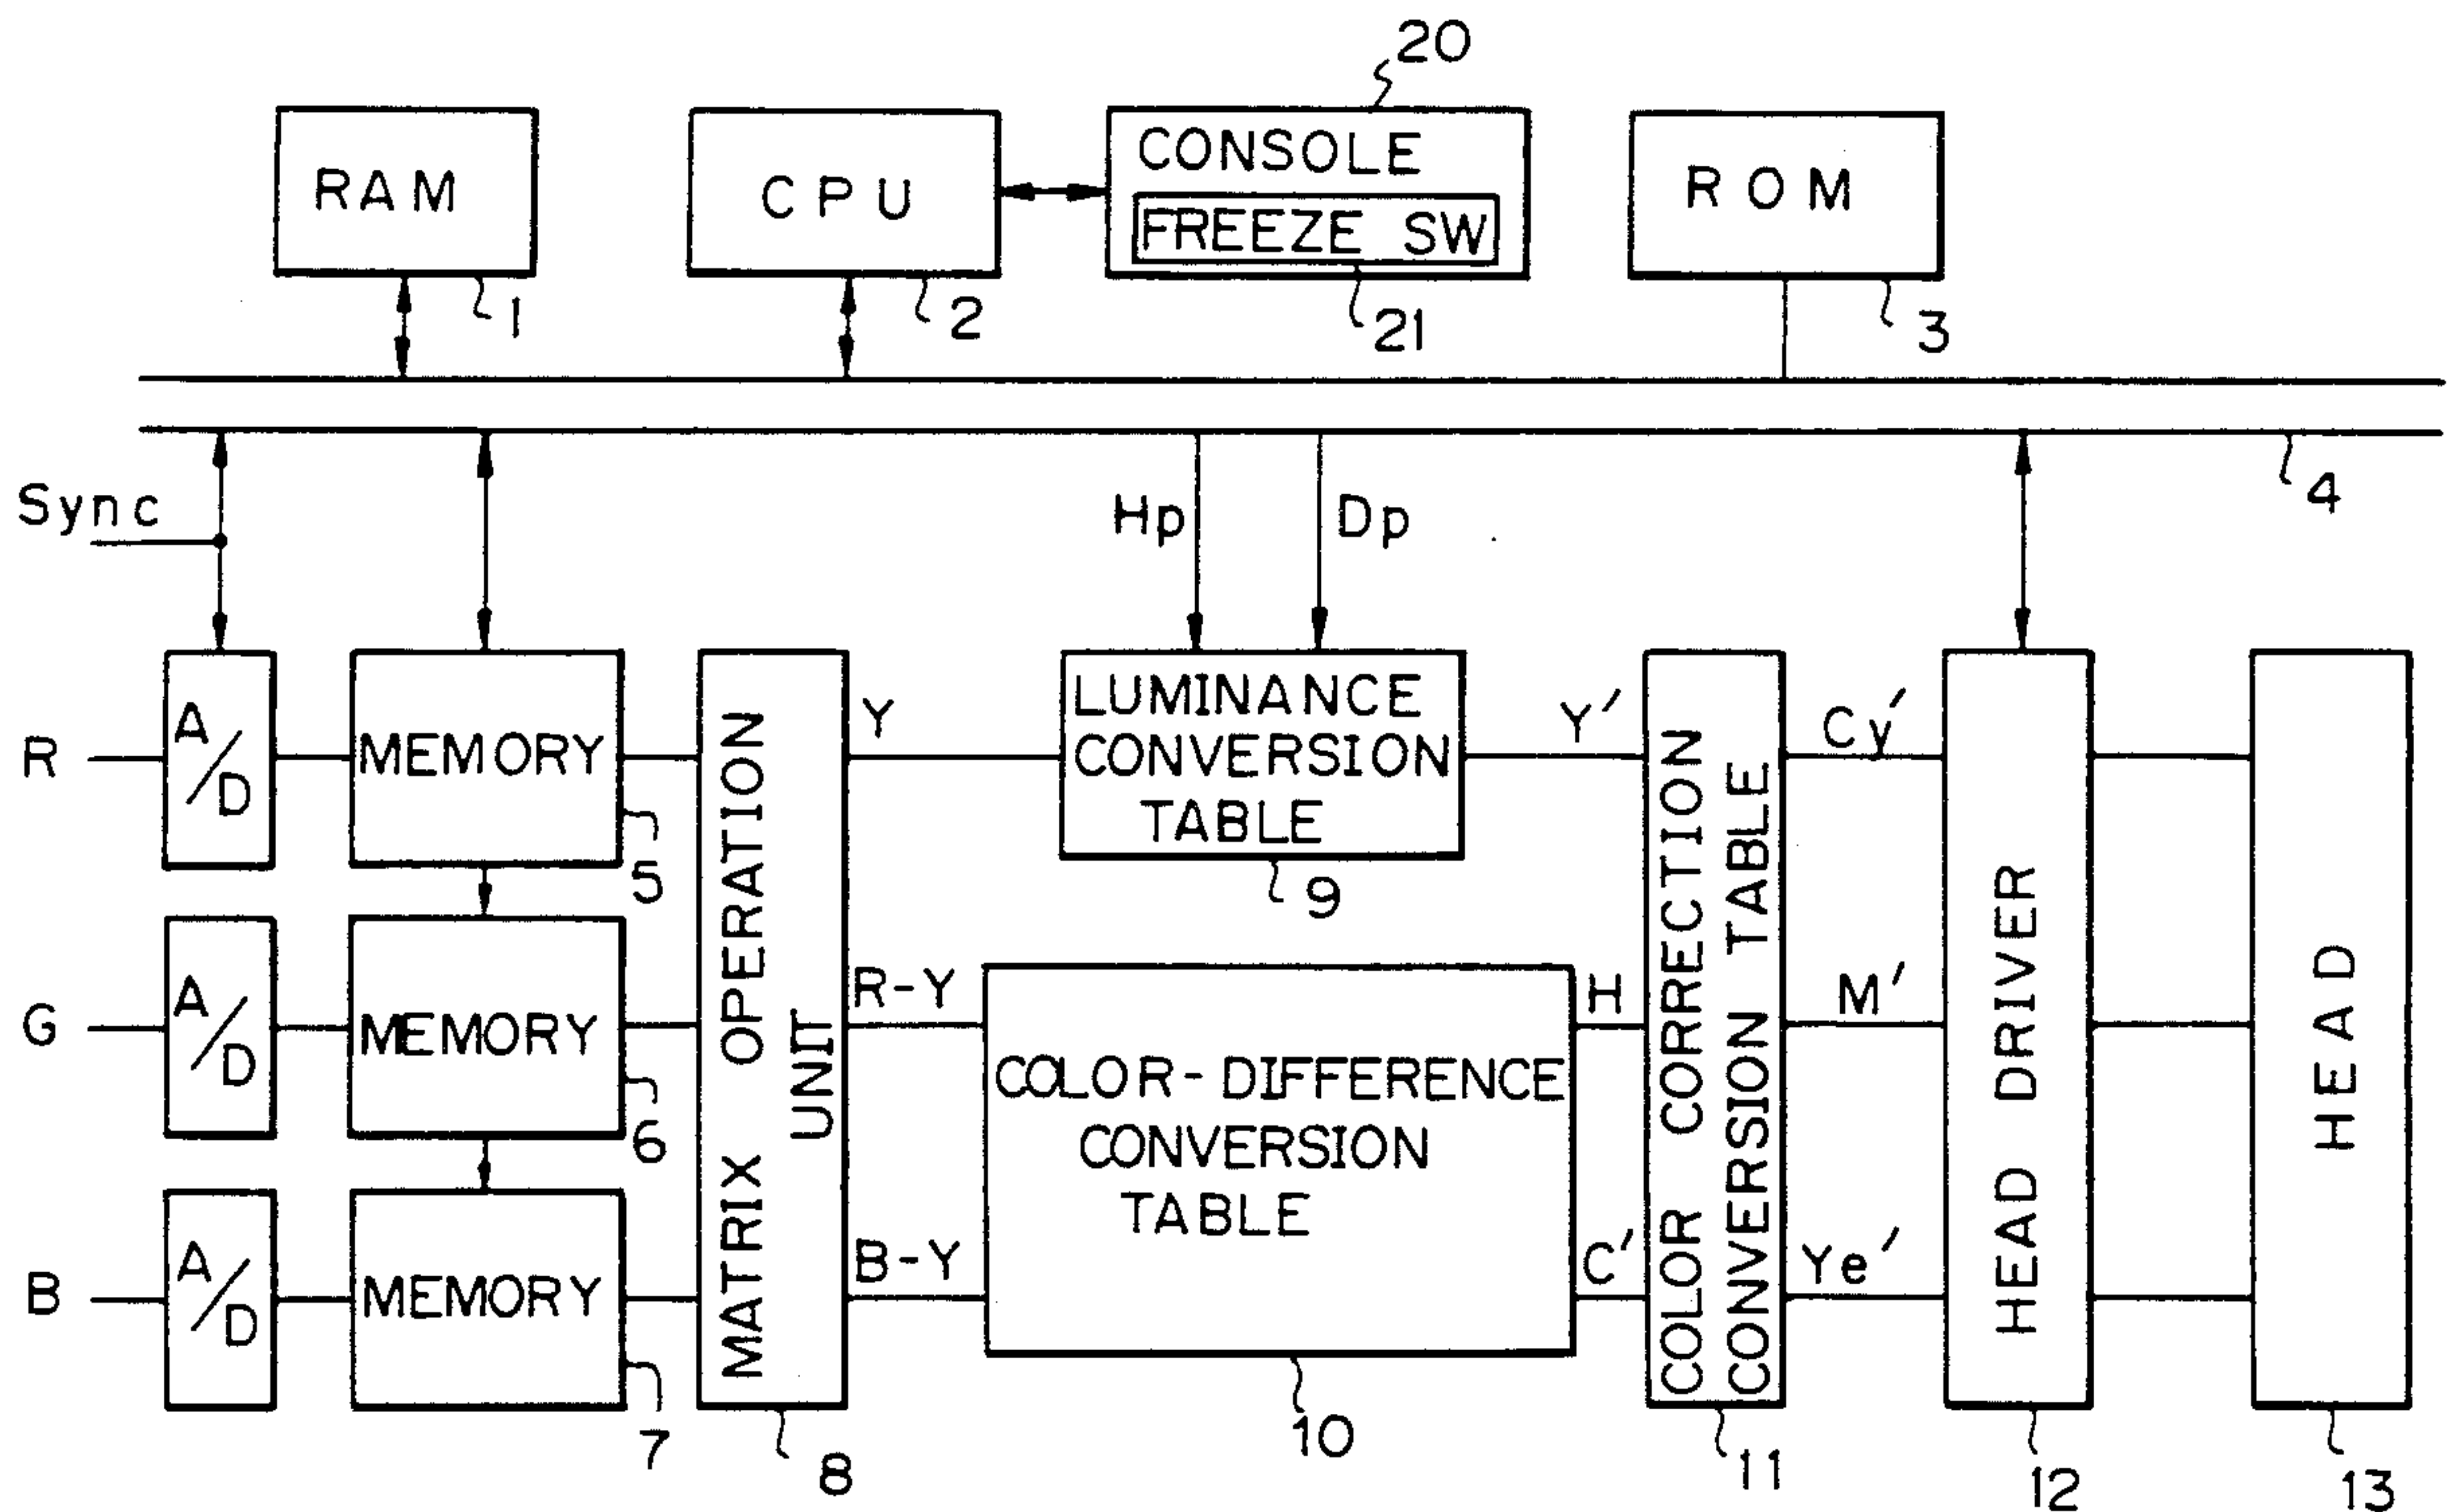 20
RAM
CPU
CONSOLE
FREEZE SW
ROM
1
2
21
3
4
Sync
Hp
Dp
R
A/D
MEMORY
5
G
A/D
MEMORY
6
B
A/D
MEMORY
7
MATRIX OPERATION
UNIT
8
Y
R-Y
B-Y
LUMINANCE
CONVERSION
TABLE
9
COLOR-DIFFERENCE
CONVERSION
TABLE
10
Y'
H
C'
COLOR CORRECTION
CONVERSION TABLE
11
Cy'
M'
Ye'
HEAD DRIVER
12
HEAD
13